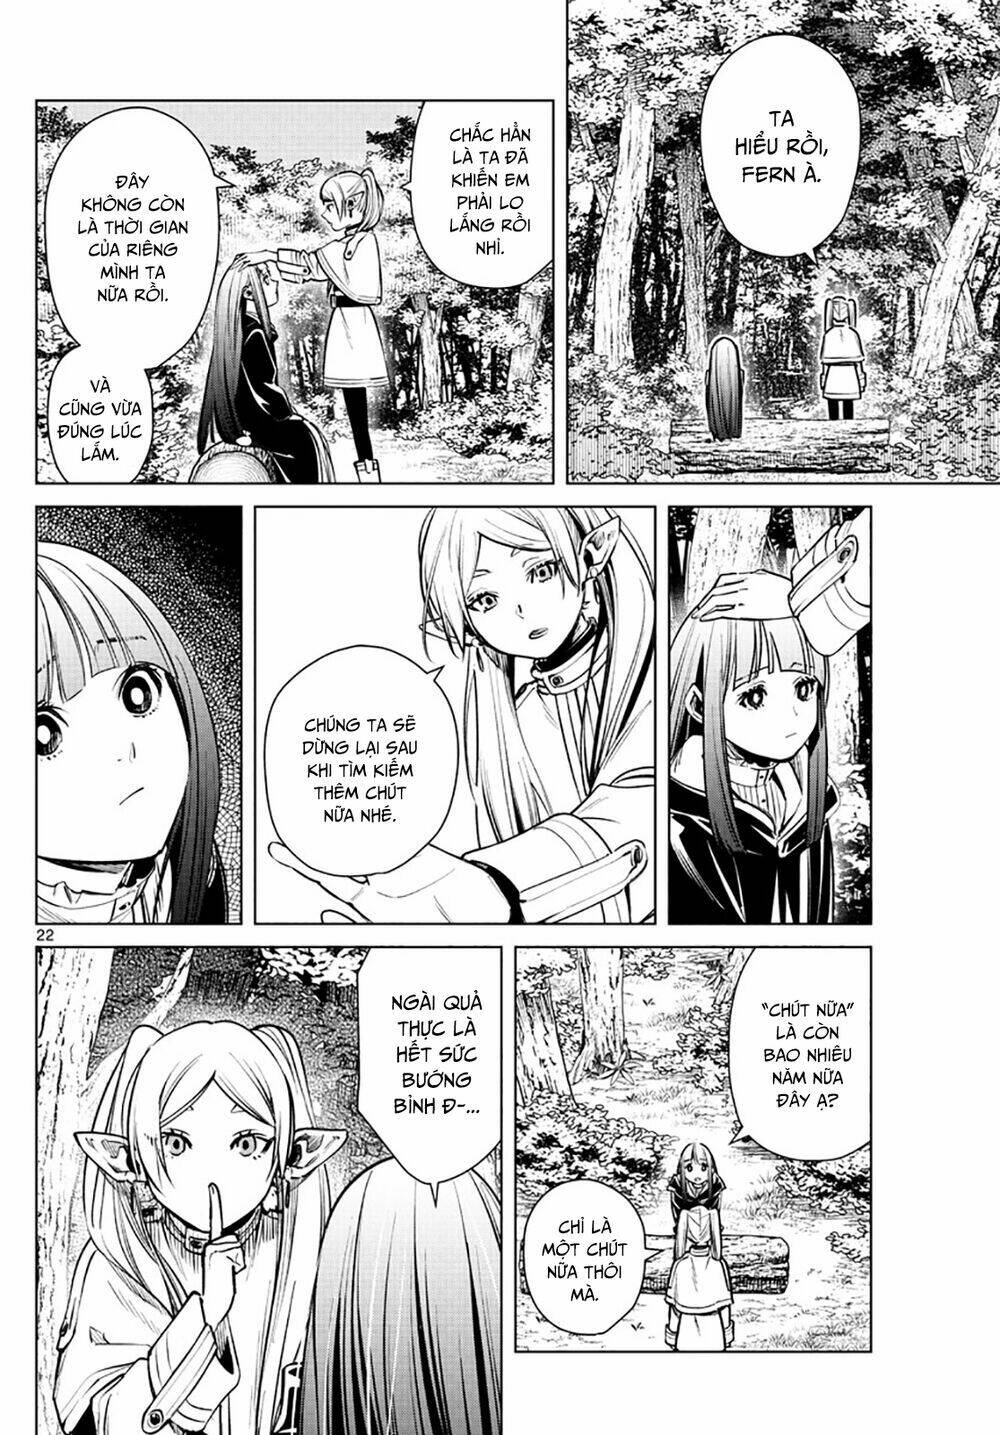 TA
HIỂU RỒI,
FERN À.
CHẮC HẲN
LÀ TA ĐÃ
KHIẾN EM
PHẢI LO
LẮNG RỒI
NHỈ.
ĐÂY
KHÔNG CÒN
LÀ THỜI GIAN
CỦA RIÊNG
MÌNH TA
NỮA RỒI.
VÀ
CŨNG VỪA
ĐÚNG LÚC
LẮM.
CHÚNG TA SẼ
DỪNG LẠI SAU
KHI TÌM KIẾM
THÊM CHÚT
NỮA NHÉ.
22
"CHÚT NỮA"
LÀ CÒN
BAO NHIÊU
NĂM NỮA
ĐÂY Ạ?
CHỈ LÀ
MỘT CHÚT
NỮA THÔI
MÀ.
NGÀI QUẢ
THỰC LÀ
HẾT SỨC
BƯỚNG
BỈNH Đ-...